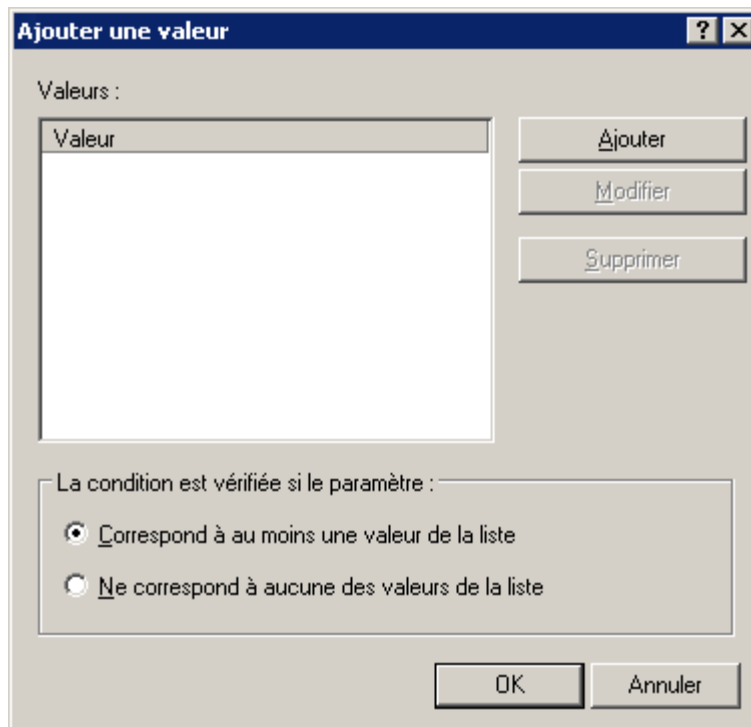 Ajouter une valeur
Valeurs :
Valeur
Ajouter
Modifier
Supprimer
La condition est vérifiée si le paramètre :
Correspond à au moins une valeur de la liste
Ne correspond à aucune des valeurs de la liste
OK
Annuler